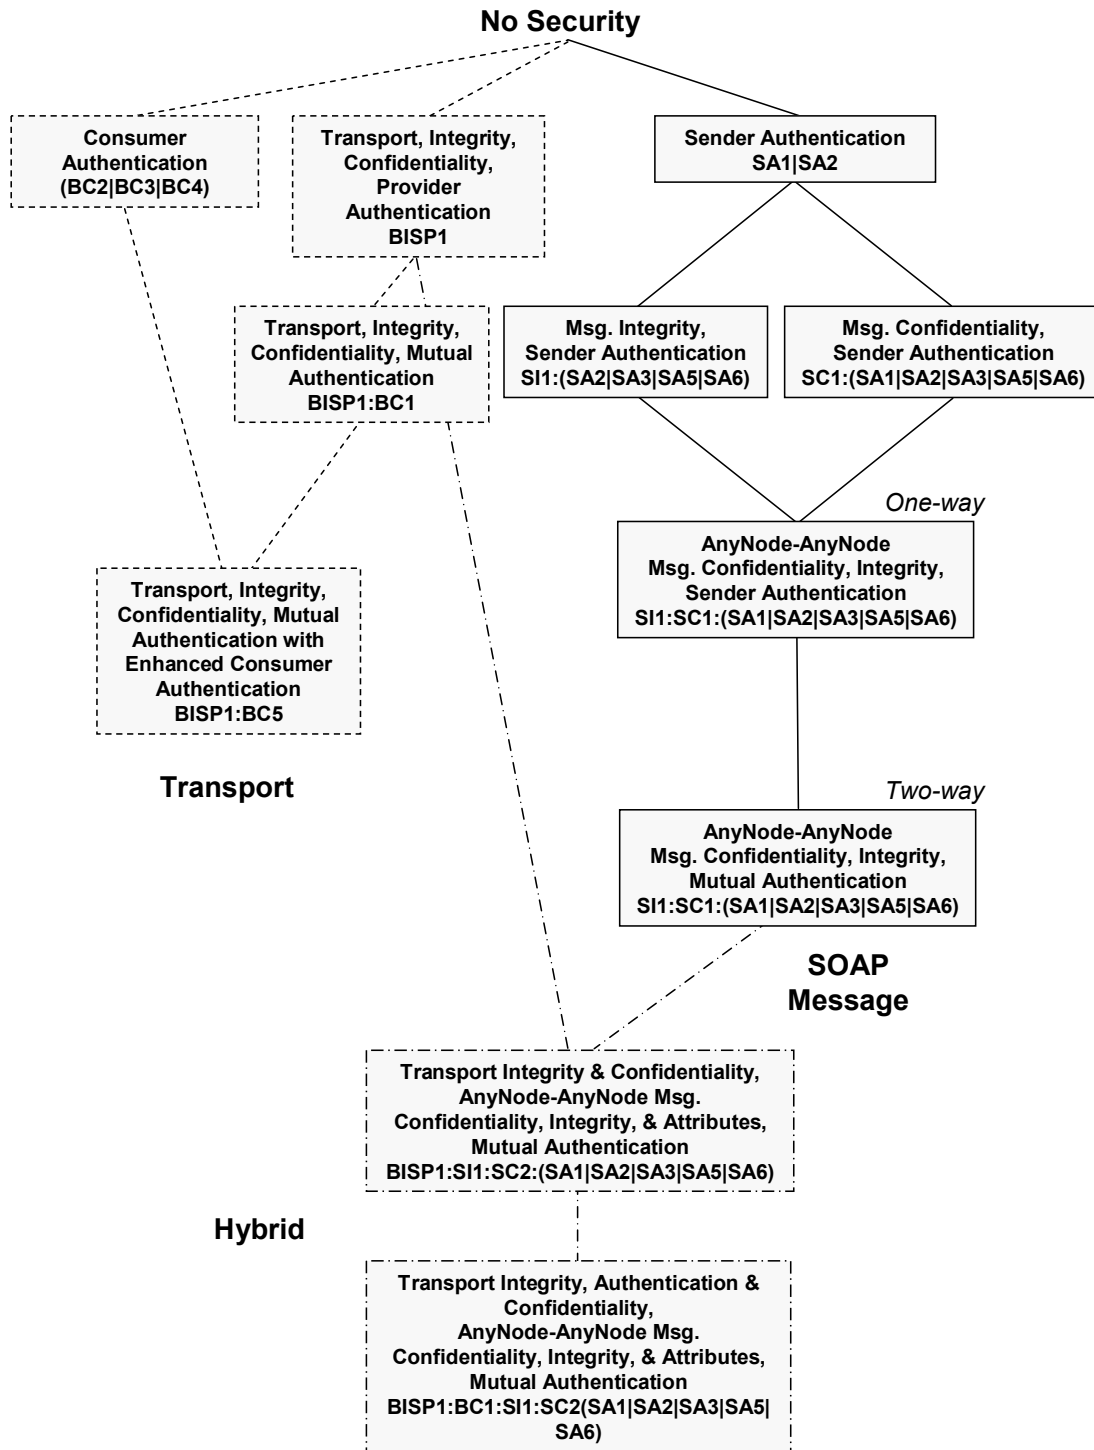 No Security
Consumer
Authentication
(BC2|BC3|BC4)
Transport, Integrity,
Confidentiality,
Provider
Authentication
BISP1
Sender Authentication
SA1|SA2
Transport, Integrity,
Confidentiality, Mutual
Authentication
BISP1:BC1
Msg. Integrity,
Sender Authentication
SI1:(SA2|SA3|SA5|SA6)
Msg. Confidentiality,
Sender Authentication
SC1:(SA1|SA2|SA3|SA5|SA6)
One-way
AnyNode-AnyNode
Msg. Confidentiality, Integrity,
Sender Authentication
SI1:SC1:(SA1|SA2|SA3|SA5|SA6)
Transport, Integrity,
Confidentiality, Mutual
Authentication with
Enhanced Consumer
Authentication
BISP1:BC5
Transport
Two-way
AnyNode-AnyNode
Msg. Confidentiality, Integrity,
Mutual Authentication
SI1:SC1:(SA1|SA2|SA3|SA5|SA6)
SOAP
Message
Transport Integrity & Confidentiality,
AnyNode-AnyNode Msg.
Confidentiality, Integrity, & Attributes,
Mutual Authentication
BISP1:SI1:SC2:(SA1|SA2|SA3|SA5|SA6)
Hybrid
Transport Integrity, Authentication &
Confidentiality,
AnyNode-AnyNode Msg.
Confidentiality, Integrity, & Attributes,
Mutual Authentication
BISP1:BC1:SI1:SC2(SA1|SA2|SA3|SA5|
SA6)